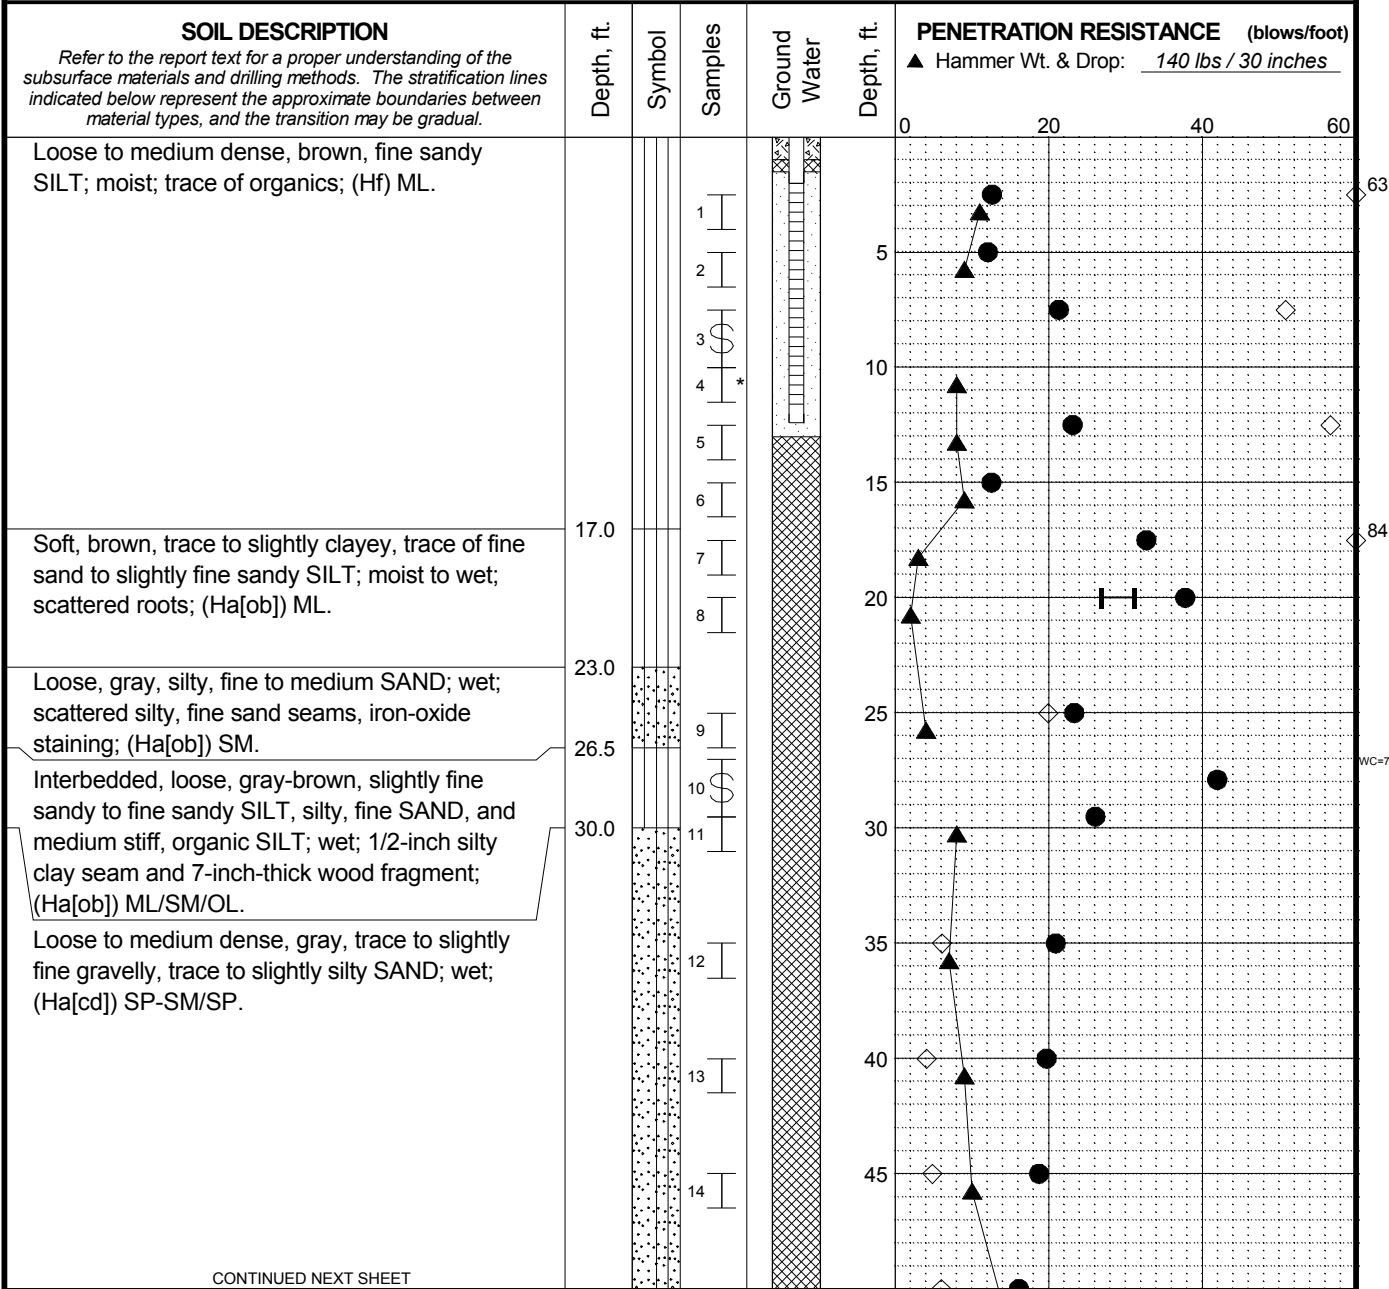 SOIL DESCRIPTION
Refer to the report text for a proper understanding of the
subsurface materials and drilling methods. The stratification lines
indicated below represent the approximate boundaries between
material types, and the transition may be gradual.
Depth, ft.
Symbol
Samples
Ground
Water
Depth, ft.
PENETRATION RESISTANCE (blows/foot)
▲ Hammer Wt. & Drop: 140 lbs / 30 inches
0 20 40 60
Loose to medium dense, brown, fine sandy
SILT; moist; trace of organics; (Hf) ML.
17.0
Soft, brown, trace to slightly clayey, trace of fine
sand to slightly fine sandy SILT; moist to wet;
scattered roots; (Ha[ob]) ML.
23.0
Loose, gray, silty, fine to medium SAND; wet;
scattered silty, fine sand seams, iron-oxide
staining; (Ha[ob]) SM.
26.5
Interbedded, loose, gray-brown, slightly fine
sandy to fine sandy SILT, silty, fine SAND, and
medium stiff, organic SILT; wet; 1/2-inch silty
clay seam and 7-inch-thick wood fragment;
(Ha[ob]) ML/SM/OL.
30.0
Loose to medium dense, gray, trace to slightly
fine gravelly, trace to slightly silty SAND; wet;
(Ha[cd]) SP-SM/SP.
CONTINUED NEXT SHEET
1
2
3
4 *
5
6
7
8
9
10
11
12
13
14
5
10
15
20
25
30
35
40
45
63
84
WC=7